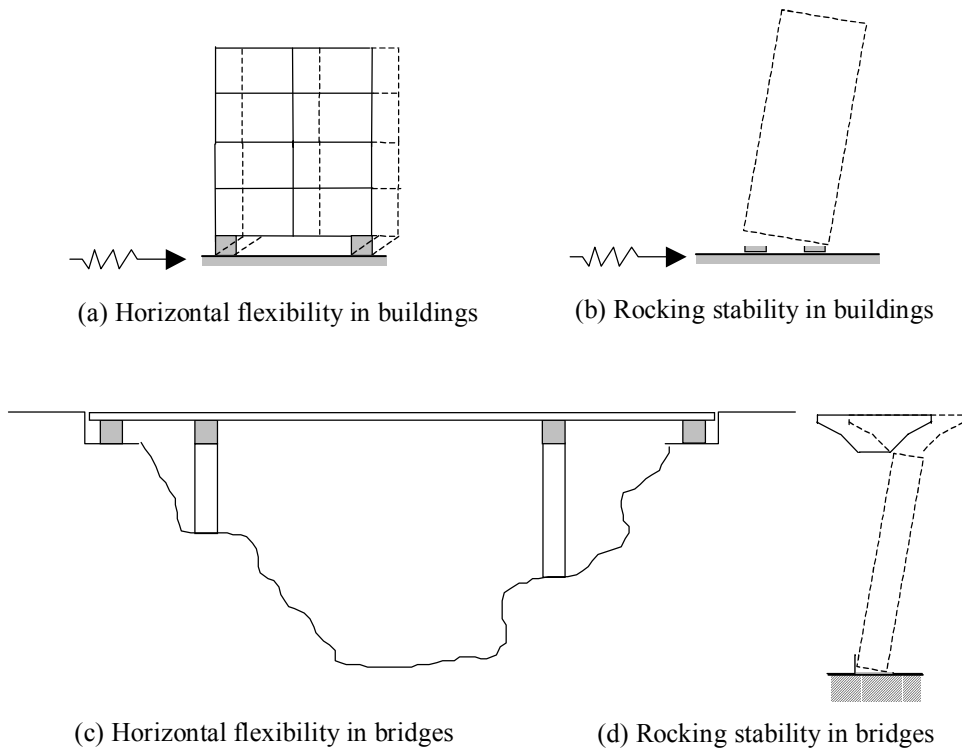 (a) Horizontal flexibility in buildings
(b) Rocking stability in buildings
(c) Horizontal flexibility in bridges
(d) Rocking stability in bridges